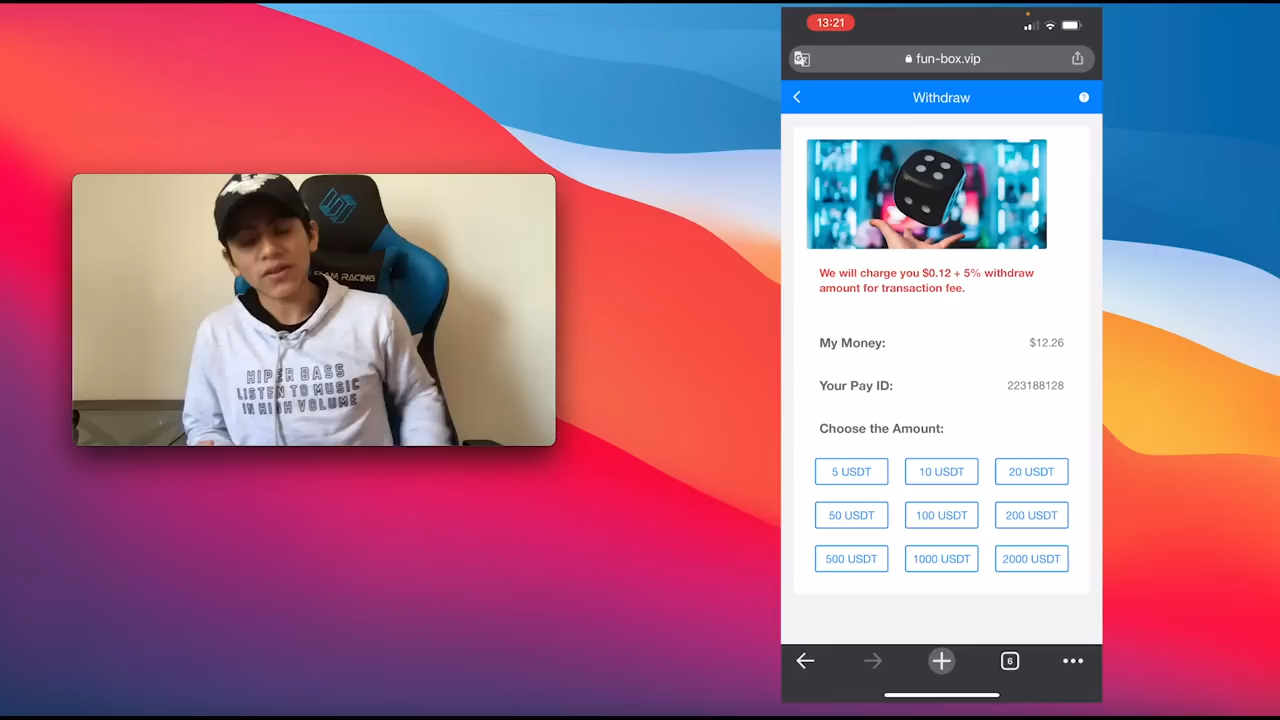 13:21
fun-box.vip
Withdraw
We will charge you $0.12 + 5% withdraw
amount for transaction fee.
My Money: $12.26
Your Pay ID: 223188128
Choose the Amount:
5 USDT 10 USDT 20 USDT
50 USDT 100 USDT 200 USDT
500 USDT 1000 USDT 2000 USDT
6
RACING
HIPER BASS
LISTEN TO MUSIC
IN HIGH VOLUME